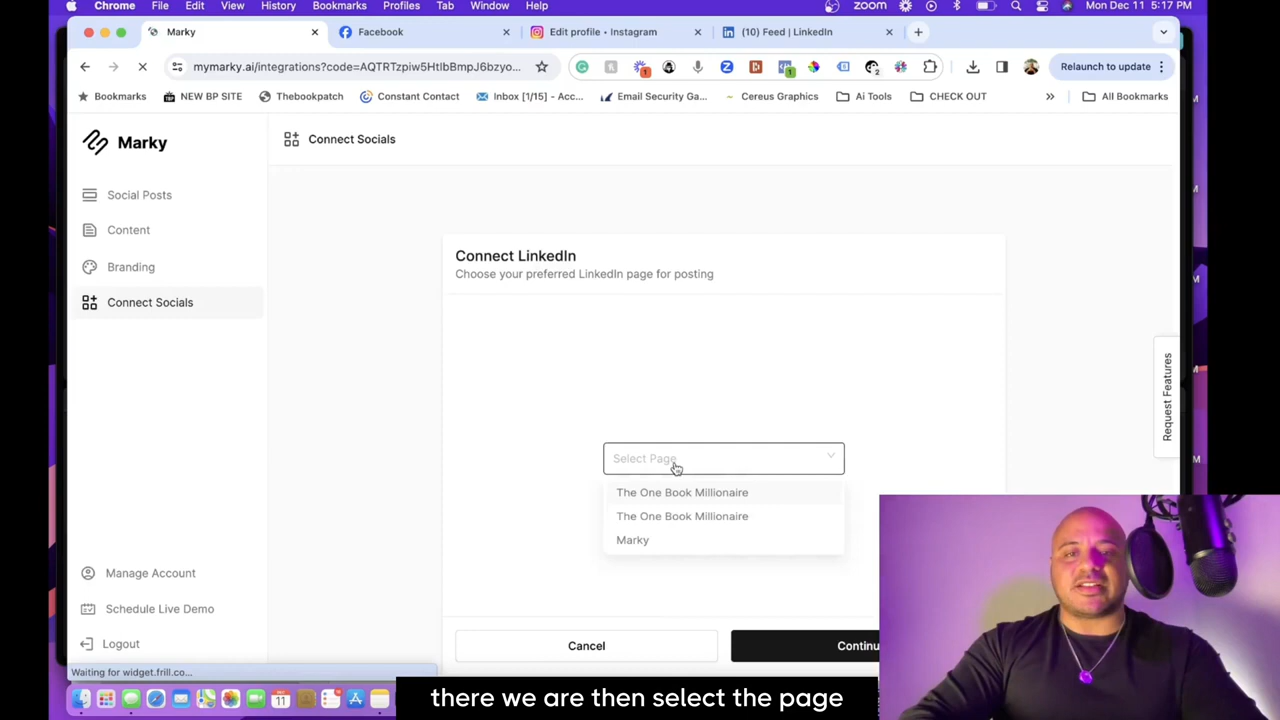 Chrome File Edit View History Bookmarks Profiles Tab Window Help zoom Mon Dec 11 5:17 PM
Marky Facebook Edit profile • Instagram (10) Feed | LinkedIn
mymarky.ai/integrations?code=AQTRTzpiw5HtIbBmpJ6bzyo... Relaunch to update
Bookmarks NEW BP SITE Thebookpatch Constant Contact Inbox [1/15] - Acc... Email Security Ga... Cereus Graphics Ai Tools CHECK OUT » All Bookmarks
Marky
Connect Socials
Social Posts
Content
Branding
Connect Socials
Connect LinkedIn
Choose your preferred LinkedIn page for posting
Select Page
The One Book Millionaire
The One Book Millionaire
Marky
Request Features
Manage Account
Schedule Live Demo
Logout
Cancel
Continu
Waiting for widget.frill.co...
there we are then select the page